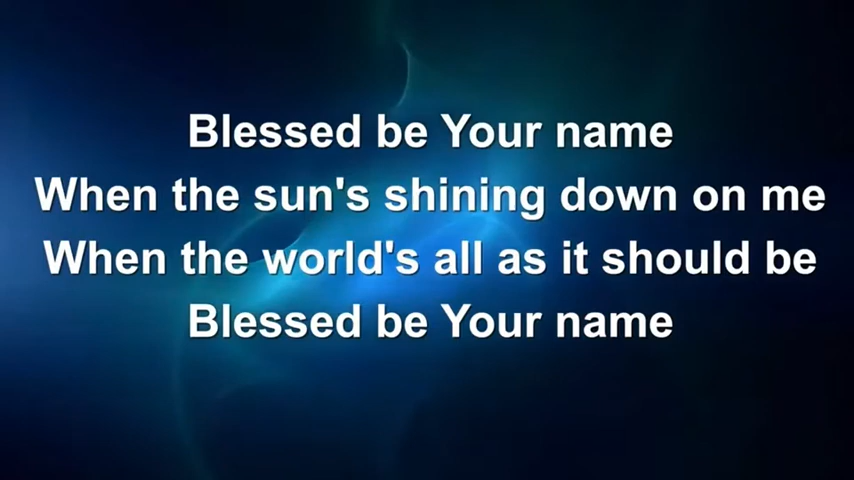 Blessed be Your name
When the sun's shining down on me
When the world's all as it should be
Blessed be Your name